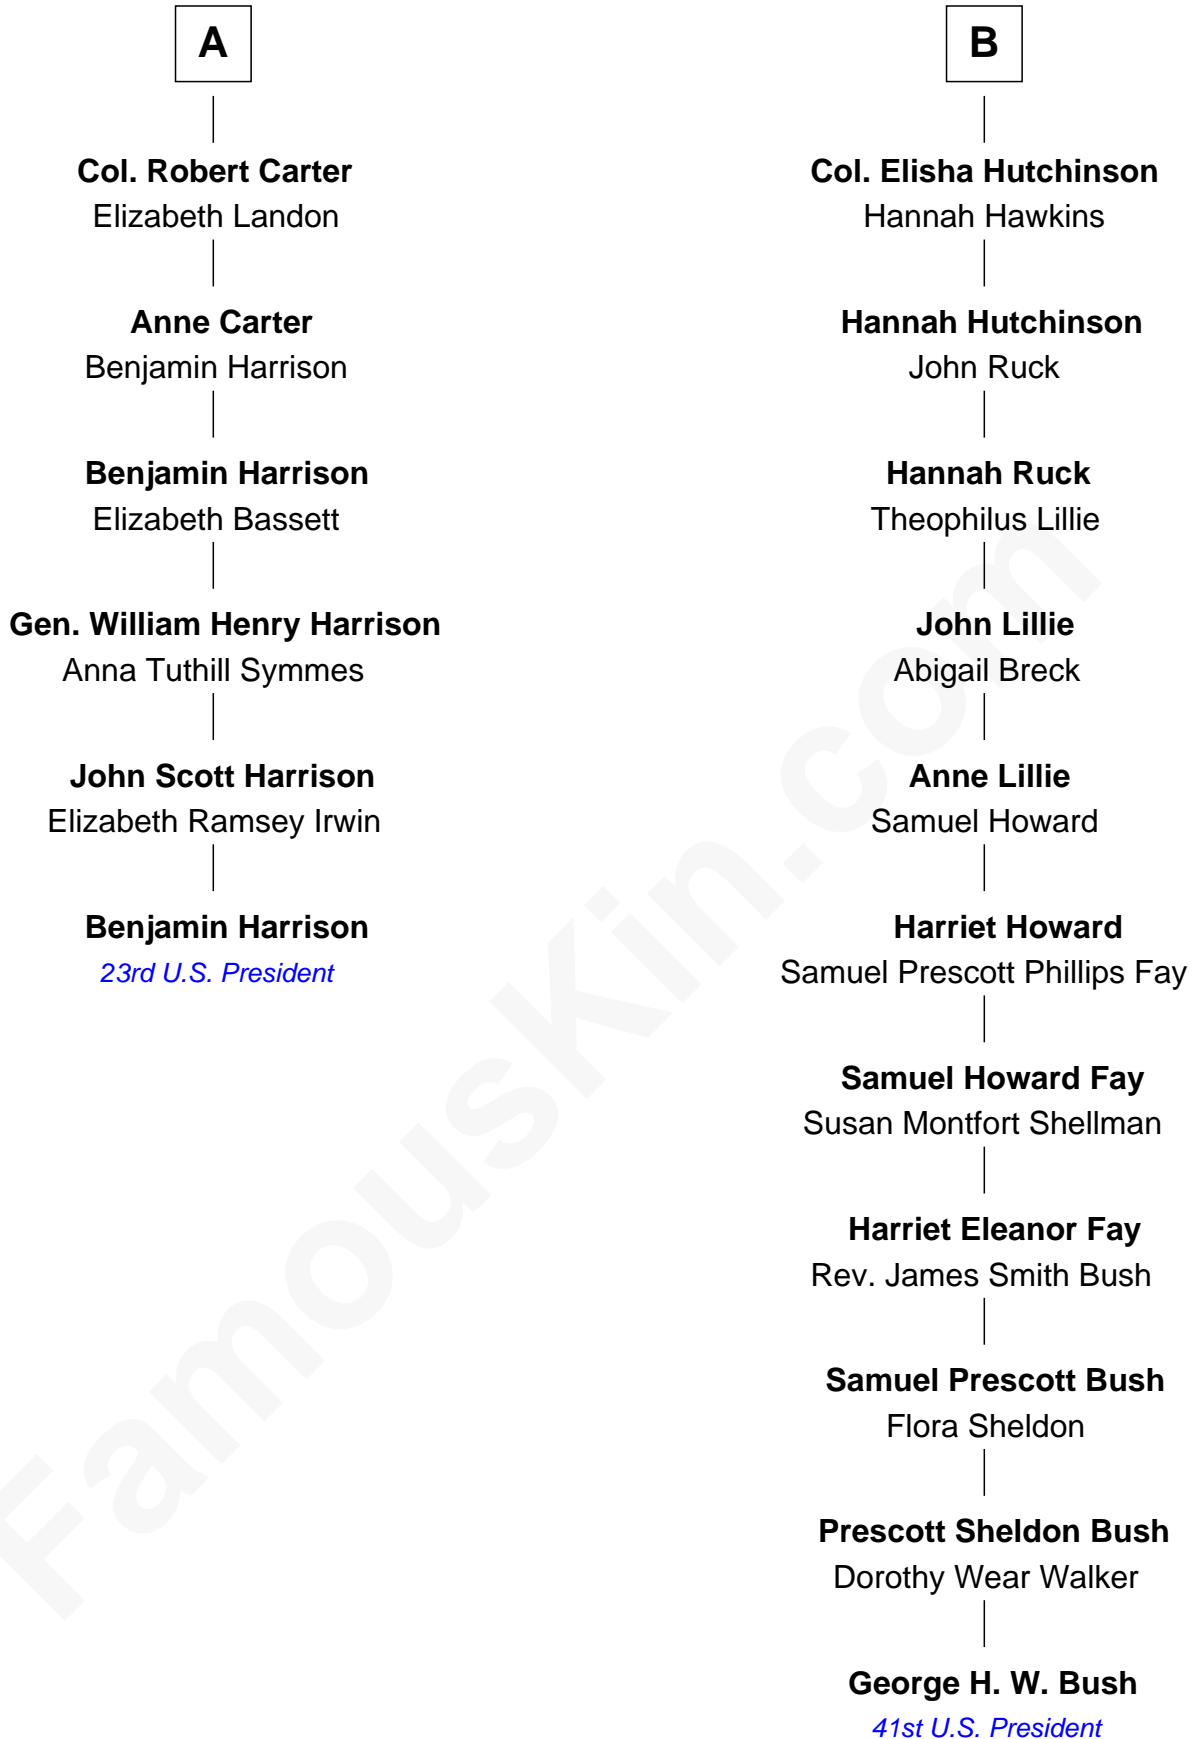 A
Col. Robert Carter
Elizabeth Landon
Anne Carter
Benjamin Harrison
Benjamin Harrison
Elizabeth Bassett
Gen. William Henry Harrison
Anna Tuthill Symmes
John Scott Harrison
Elizabeth Ramsey Irwin
Benjamin Harrison
23rd U.S. President
B
Col. Elisha Hutchinson
Hannah Hawkins
Hannah Hutchinson
John Ruck
Hannah Ruck
Theophilus Lillie
John Lillie
Abigail Breck
Anne Lillie
Samuel Howard
Harriet Howard
Samuel Prescott Phillips Fay
Samuel Howard Fay
Susan Montfort Shellman
Harriet Eleanor Fay
Rev. James Smith Bush
Samuel Prescott Bush
Flora Sheldon
Prescott Sheldon Bush
Dorothy Wear Walker
George H. W. Bush
41st U.S. President
FamousKin.com